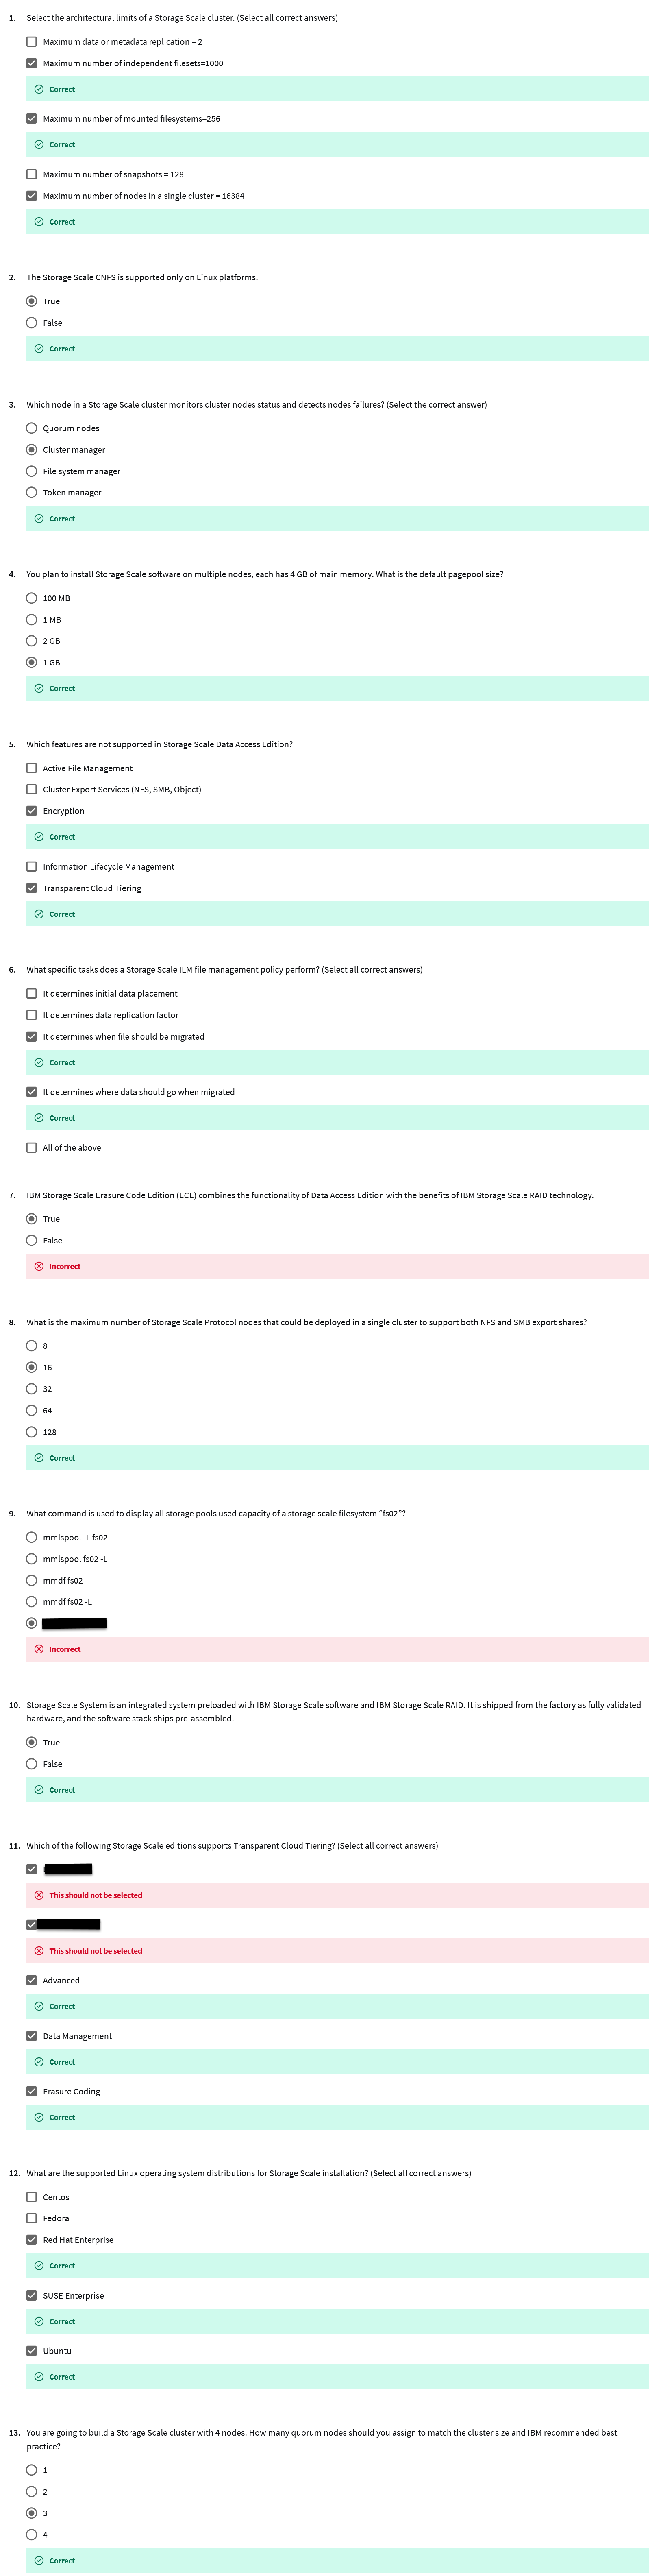 1. Select the architectural limits of a Storage Scale cluster. (Select all correct answers)
Maximum data or metadata replication = 2
Maximum number of independent filesets=1000
Correct
Maximum number of mounted filesystems=256
Correct
Maximum number of snapshots = 128
Maximum number of nodes in a single cluster = 16384
Correct
2. The Storage Scale CNFS is supported only on Linux platforms.
True
False
Correct
3. Which node in a Storage Scale cluster monitors cluster nodes status and detects nodes failures? (Select the correct answer)
Quorum nodes
Cluster manager
File system manager
Token manager
Correct
4. You plan to install Storage Scale software on multiple nodes, each has 4 GB of main memory. What is the default pagepool size?
100 MB
1 MB
2 GB
1 GB
Correct
5. Which features are not supported in Storage Scale Data Access Edition?
Active File Management
Cluster Export Services (NFS, SMB, Object)
Encryption
Correct
Information Lifecycle Management
Transparent Cloud Tiering
Correct
6. What specific tasks does a Storage Scale ILM file management policy perform? (Select all correct answers)
It determines initial data placement
It determines data replication factor
It determines when file should be migrated
Correct
It determines where data should go when migrated
Correct
All of the above
7. IBM Storage Scale Erasure Code Edition (ECE) combines the functionality of Data Access Edition with the benefits of IBM Storage Scale RAID technology.
True
False
Incorrect
8. What is the maximum number of Storage Scale Protocol nodes that could be deployed in a single cluster to support both NFS and SMB export shares?
8
16
32
64
128
Correct
9. What command is used to display all storage pools used capacity of a storage scale filesystem "fs02"?
mmlspool -L fs02
mmlspool fs02 -L
mmdf fs02
mmdf fs02 -L
Incorrect
10. Storage Scale System is an integrated system preloaded with IBM Storage Scale software and IBM Storage Scale RAID. It is shipped from the factory as fully validated
hardware, and the software stack ships pre-assembled.
True
False
Correct
11. Which of the following Storage Scale editions supports Transparent Cloud Tiering? (Select all correct answers)
This should not be selected
This should not be selected
Advanced
Correct
Data Management
Correct
Erasure Coding
Correct
12. What are the supported Linux operating system distributions for Storage Scale installation? (Select all correct answers)
Centos
Fedora
Red Hat Enterprise
Correct
SUSE Enterprise
Correct
Ubuntu
Correct
13. You are going to build a Storage Scale cluster with 4 nodes. How many quorum nodes should you assign to match the cluster size and IBM recommended best
practice?
1
2
3
4
Correct